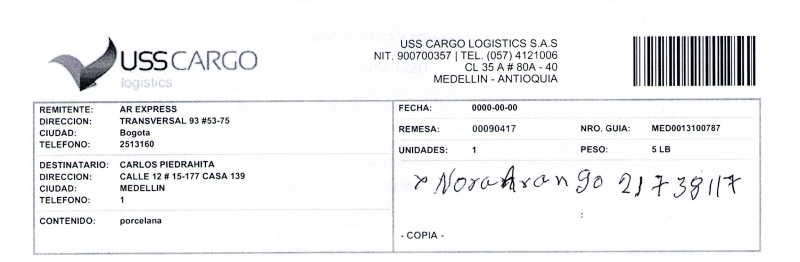 USSCARGO
logistics
USS CARGO LOGISTICS S.A.S
NIT. 900700357 | TEL. (057) 4121006
CL 35 A # 80A - 40
MEDELLIN - ANTIOQUIA
REMITENTE: AR EXPRESS
DIRECCION: TRANSVERSAL 93 #53-75
CIUDAD: Bogota
TELEFONO: 2513160
DESTINATARIO: CARLOS PIEDRAHITA
DIRECCION: CALLE 12 # 15-177 CASA 139
CIUDAD: MEDELLIN
TELEFONO: 1
CONTENIDO: porcelana
FECHA: 0000-00-00
REMESA: 00090417 NRO. GUIA: MED0013100787
UNIDADES: 1 PESO: 5 LB
x Nora Arango 21738117
:
- COPIA -